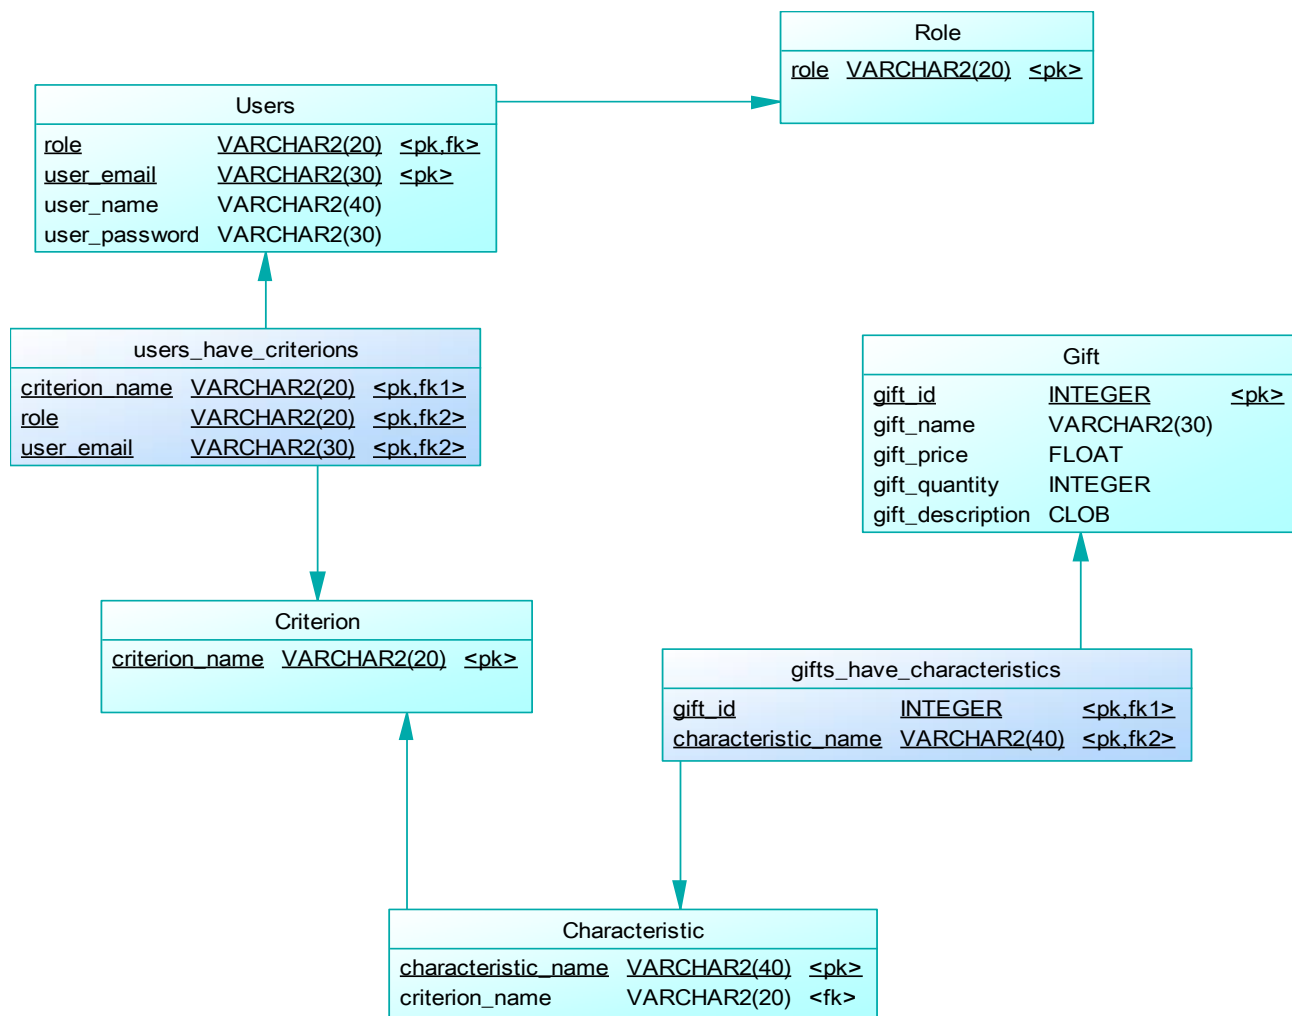 Role
role VARCHAR2(20) <pk>
Users
role VARCHAR2(20) <pk,fk>
user_email VARCHAR2(30) <pk>
user_name VARCHAR2(40)
user_password VARCHAR2(30)
users_have_criterions
criterion_name VARCHAR2(20) <pk,fk1>
role VARCHAR2(20) <pk,fk2>
user_email VARCHAR2(30) <pk,fk2>
Gift
gift_id INTEGER <pk>
gift_name VARCHAR2(30)
gift_price FLOAT
gift_quantity INTEGER
gift_description CLOB
Criterion
criterion_name VARCHAR2(20) <pk>
gifts_have_characteristics
gift_id INTEGER <pk,fk1>
characteristic_name VARCHAR2(40) <pk,fk2>
Characteristic
characteristic_name VARCHAR2(40) <pk>
criterion_name VARCHAR2(20) <fk>